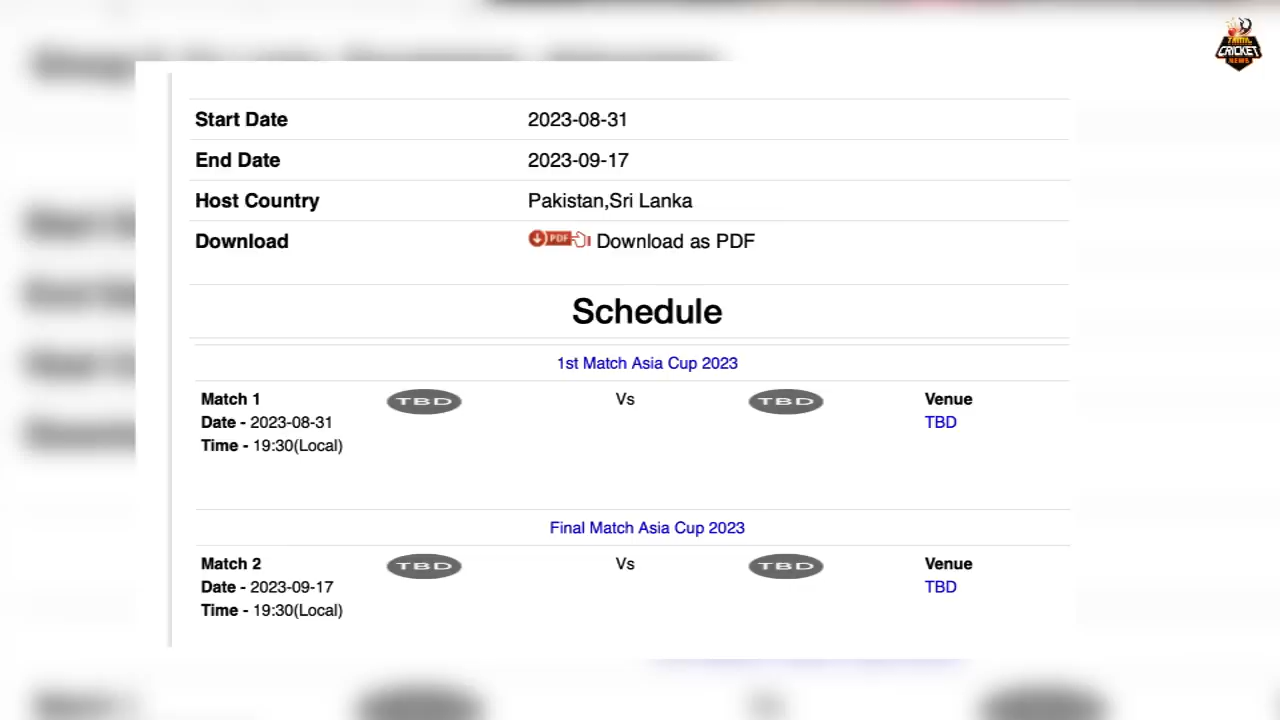 TAMIL
CRICKET
NEWS
Start Date 2023-08-31
End Date 2023-09-17
Host Country Pakistan,Sri Lanka
Download PDF Download as PDF
Schedule
1st Match Asia Cup 2023
Match 1 TBD Vs TBD Venue
Date - 2023-08-31 TBD
Time - 19:30(Local)
Final Match Asia Cup 2023
Match 2 TBD Vs TBD Venue
Date - 2023-09-17 TBD
Time - 19:30(Local)